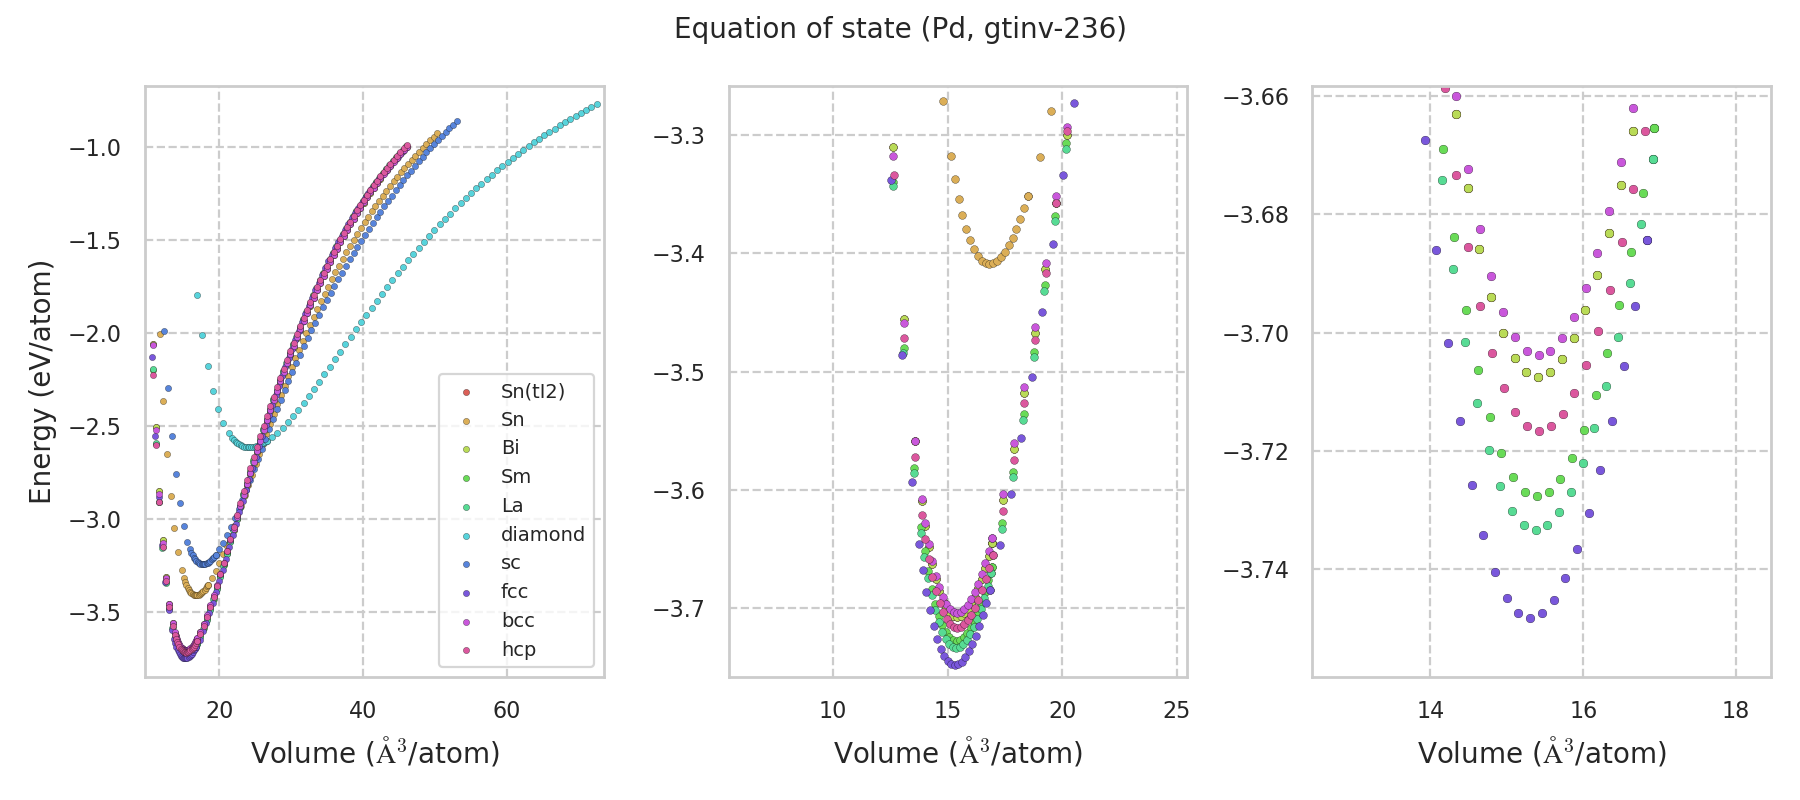 Equation of state (Pd, gtinv-236)
Energy (eV/atom)
−1.0
−1.5
−2.0
−2.5
−3.0
−3.5
20
40
60
Volume (Å³/atom)
Sn(tI2)
Sn
Bi
Sm
La
diamond
sc
fcc
bcc
hcp
−3.3
−3.4
−3.5
−3.6
−3.7
10
15
20
25
Volume (Å³/atom)
−3.66
−3.68
−3.70
−3.72
−3.74
14
16
18
Volume (Å³/atom)